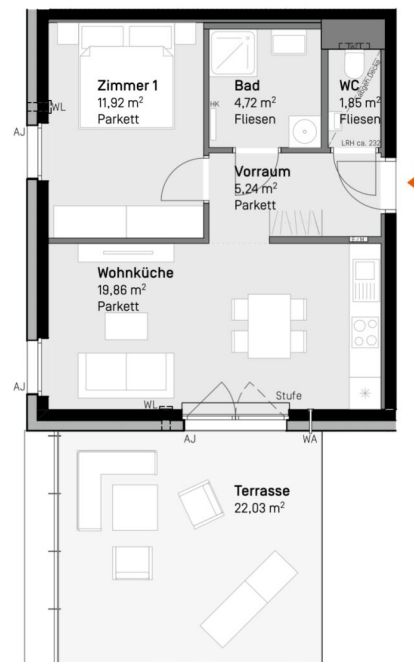 Zimmer 1
11,92 m²
Parkett
Bad
4,72 m²
Fliesen
WC
1,85 m²
Fliesen
LRH ca. 232
HK
WL
AJ
Vorraum
5,24 m²
Parkett
Wohnküche
19,86 m²
Parkett
AJ
WL
Stufe
AJ
WA
Terrasse
22,03 m²